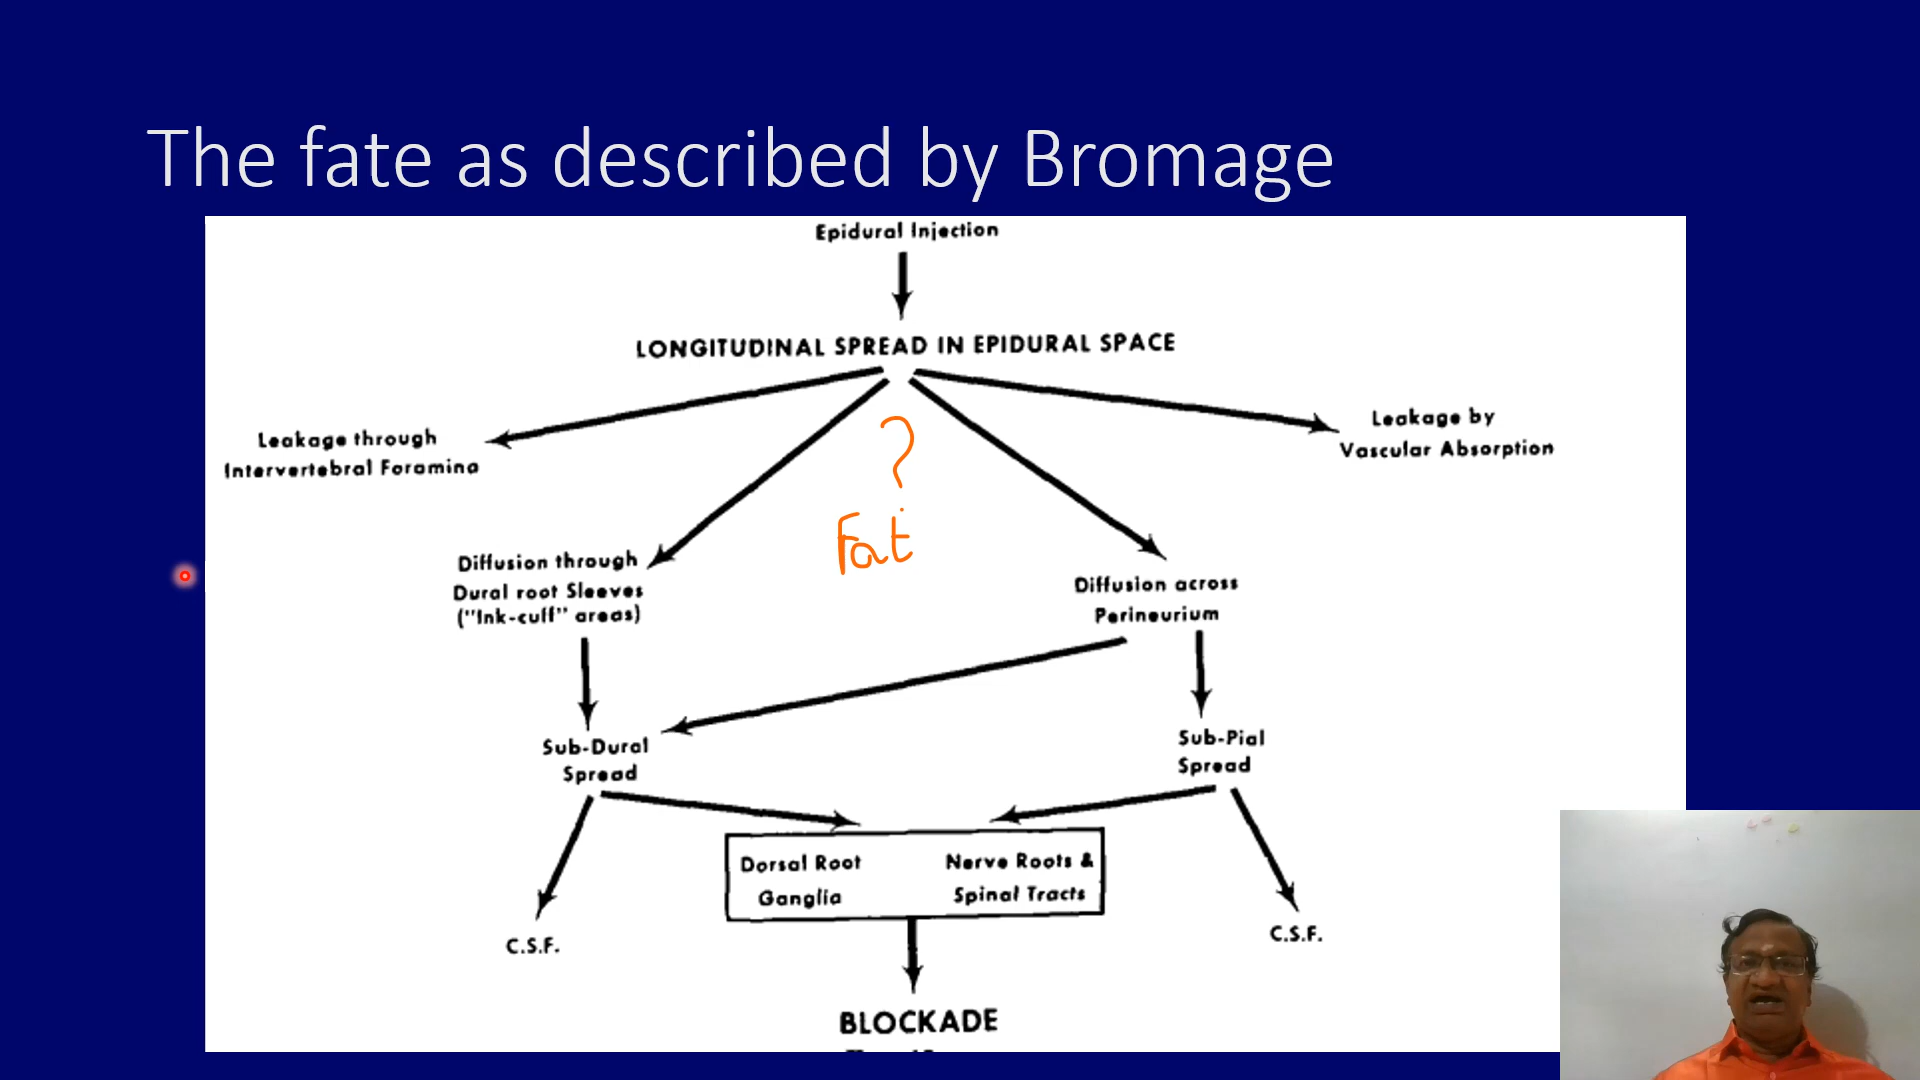 The fate as described by Bromage
Epidural Injection
LONGITUDINAL SPREAD IN EPIDURAL SPACE
Leakage through
Intervertebral Foramina
Leakage by
Vascular Absorption
?
Fat
Diffusion through
Dural root Sleeves
("Ink-cuff" areas)
Diffusion across
Perineurium
Sub-Dural
Spread
Sub-Pial
Spread
Dorsal Root
Ganglia
Nerve Roots &
Spinal Tracts
C.S.F.
C.S.F.
BLOCKADE